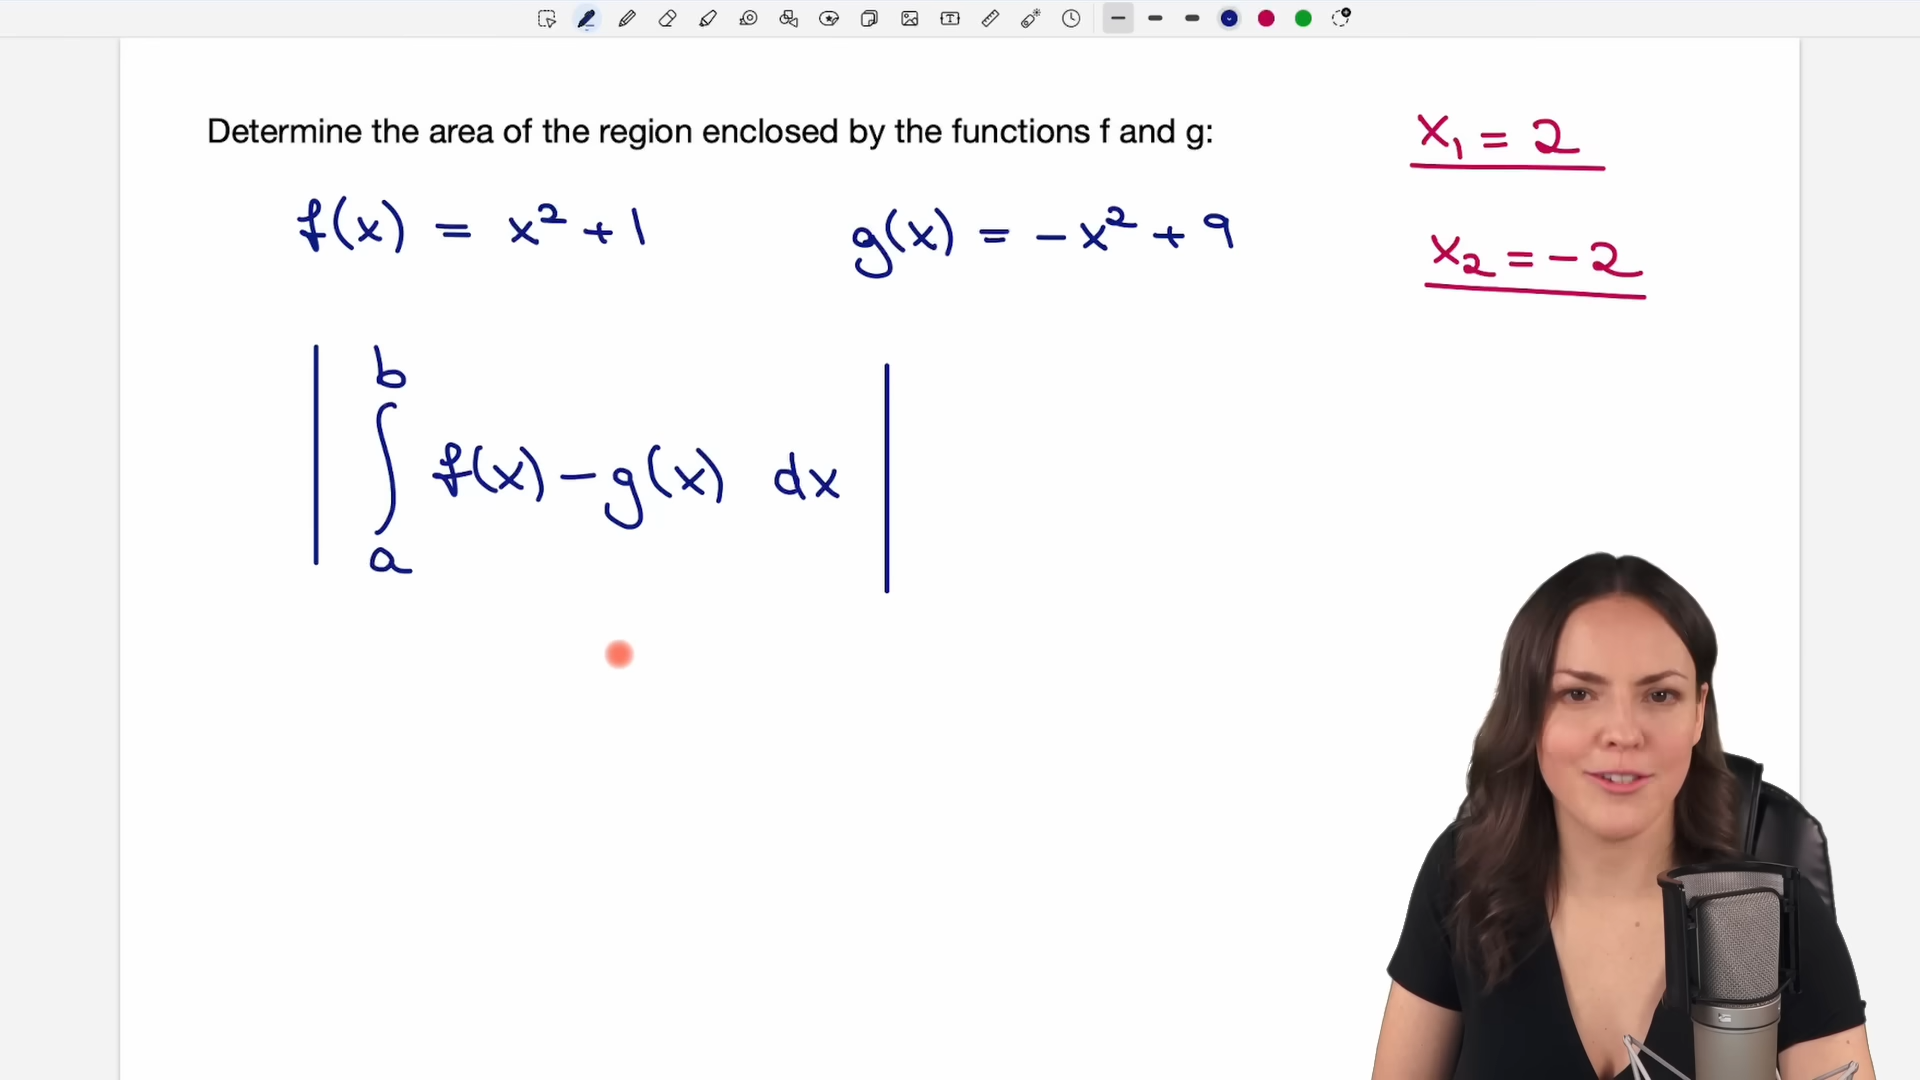 Determine the area of the region enclosed by the functions f and g:
x₁ = 2
f(x) = x² + 1
g(x) = -x² + 9
x₂ = -2
| ∫ₐᵇ f(x) - g(x) dx |